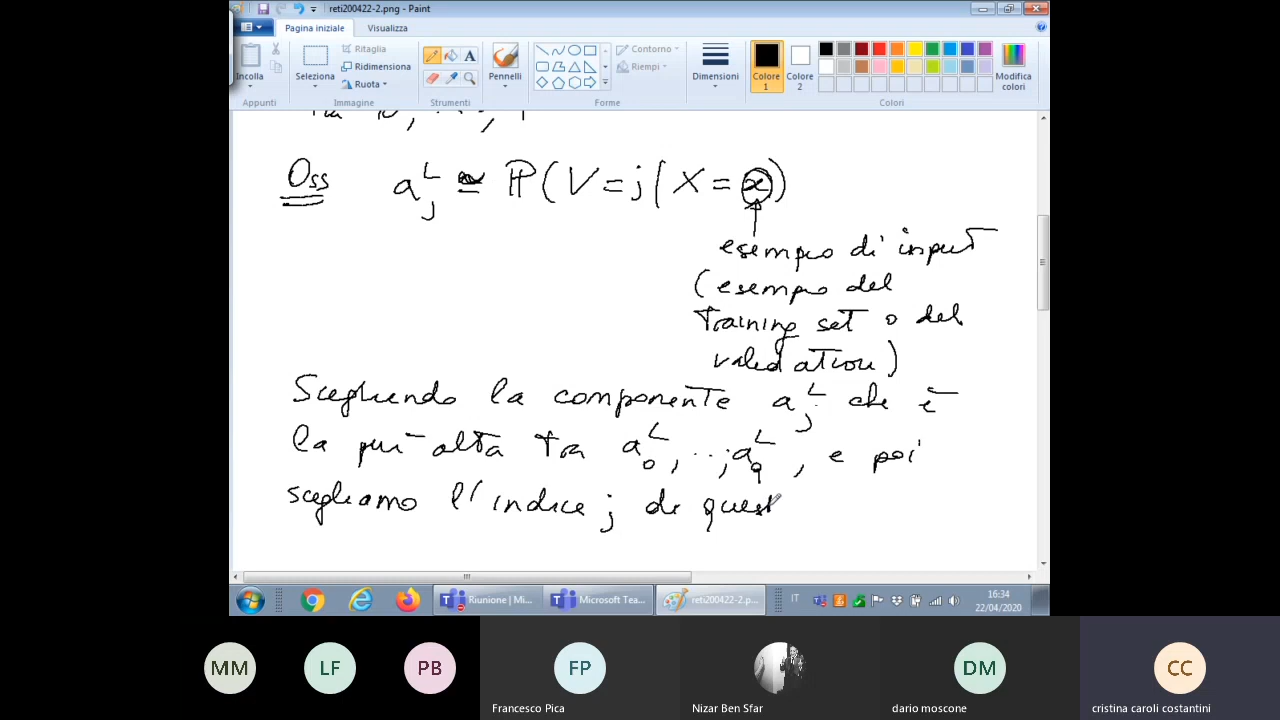 reti200422-2.png - Paint
Pagina iniziale
Visualizza
Incolla
Seleziona
Ritaglia
Ridimensiona
Ruota
Pennelli
Contorno
Riempi
Dimensioni
Colore 1
Colore 2
Modifica colori
Appunti
Immagine
Strumenti
Forme
Colori
Oss a_j^L ≃ ℙ(V=j|X=x)
esempio di input
(esempio del
training set o del
validation)
Scegliendo la componente a_j^L che è
la più alta tra a_0^L, ..., a_9^L, e poi
scegliamo l'indice j di quest
Riunione | Mi...
Microsoft Tea...
reti200422-2.p...
IT
16:34
22/04/2020
MM
LF
PB
FP
DM
CC
Francesco Pica
Nizar Ben Sfar
dario moscone
cristina caroli costantini